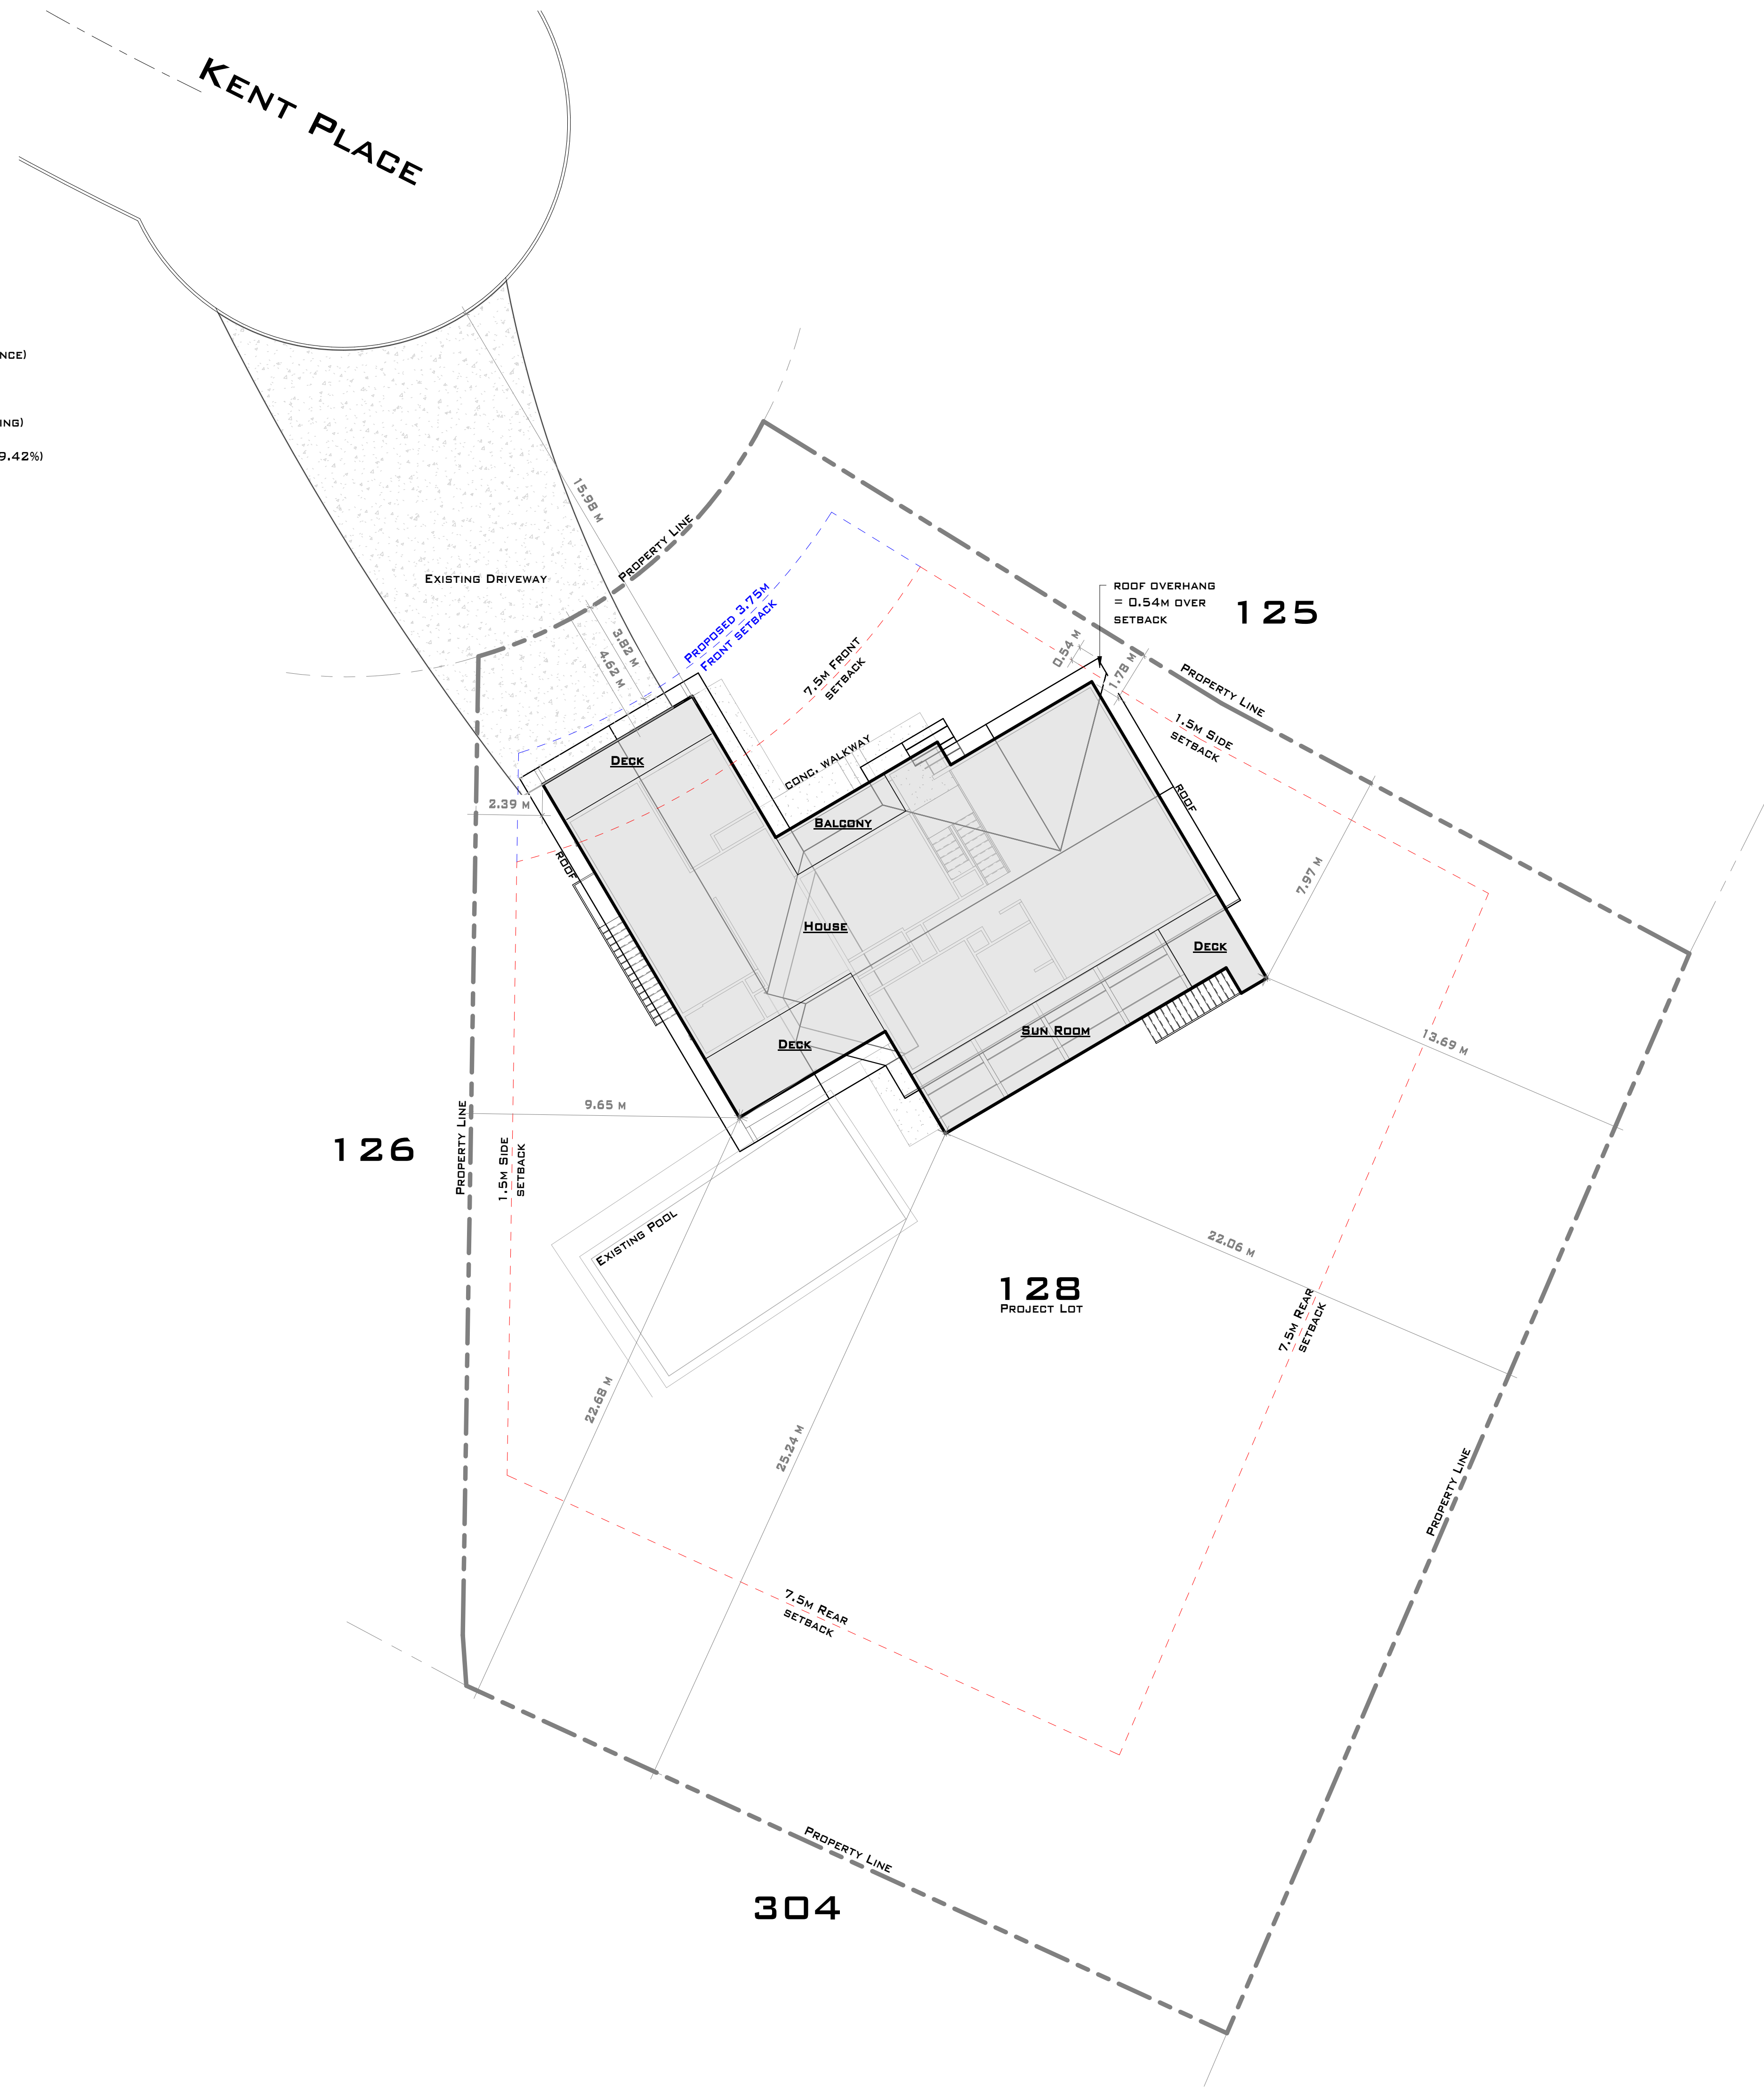 Kent Place
NCE)
ING)
9.42%)
15.98 m
Existing Driveway
Property Line
Proposed 3.75m
Front setback
3.82 m
4.62 m
7.5m Front
setback
roof overhang
= 0.54m over
setback
125
0.54 m
1.78 m
Property Line
1.5m Side
setback
Deck
conc. walkway
2.39 m
Balcony
roof
roof
7.97 m
House
Deck
Sun Room
Deck
13.69 m
9.65 m
126
Property Line
1.5m Side
setback
Existing Pool
22.06 m
128
Project Lot
7.5m Rear
setback
22.68 m
25.24 m
Property Line
7.5m Rear
setback
Property Line
304